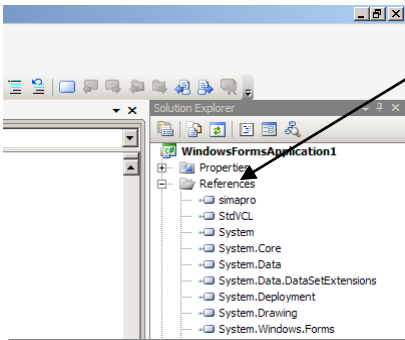 Solution Explorer
WindowsFormsApplication1
Properties
References
simapro
StdVCL
System
System.Core
System.Data
System.Data.DataSetExtensions
System.Deployment
System.Drawing
System.Windows.Forms